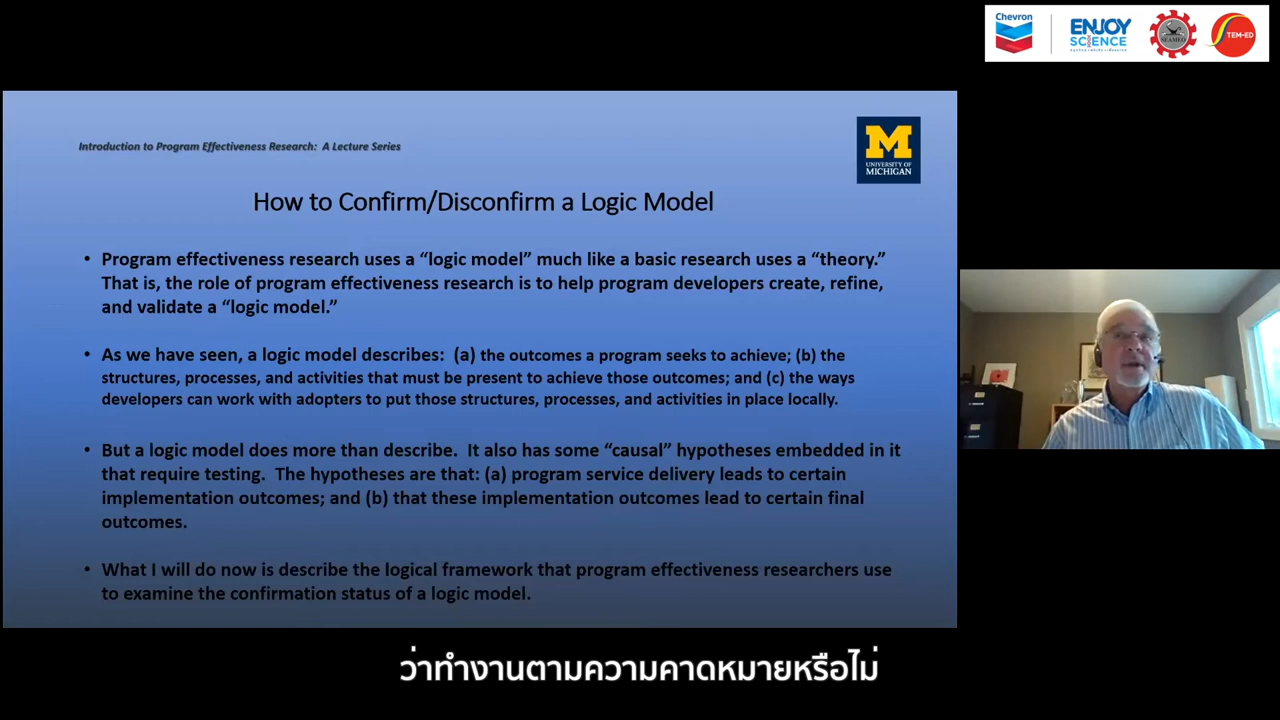 Chevron
ENJOY
SCIENCE
SEAMEO
STEM-ED
Introduction to Program Effectiveness Research: A Lecture Series
M
UNIVERSITY OF
MICHIGAN
How to Confirm/Disconfirm a Logic Model
• Program effectiveness research uses a “logic model” much like a basic research uses a “theory.”
That is, the role of program effectiveness research is to help program developers create, refine,
and validate a “logic model.”
• As we have seen, a logic model describes: (a) the outcomes a program seeks to achieve; (b) the
structures, processes, and activities that must be present to achieve those outcomes; and (c) the ways
developers can work with adopters to put those structures, processes, and activities in place locally.
• But a logic model does more than describe. It also has some “causal” hypotheses embedded in it
that require testing. The hypotheses are that: (a) program service delivery leads to certain
implementation outcomes; and (b) that these implementation outcomes lead to certain final
outcomes.
• What I will do now is describe the logical framework that program effectiveness researchers use
to examine the confirmation status of a logic model.
ว่าทำงานตามความคาดหมายหรือไม่